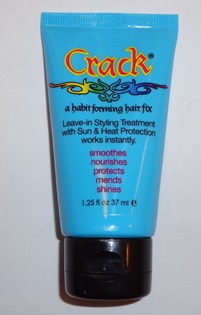 Crack®
a habit forming hair fix
Leave-in Styling Treatment
with Sun & Heat Protection
works instantly.
smoothes
nourishes
protects
mends
shines
1.25 fl oz 37 ml ℮